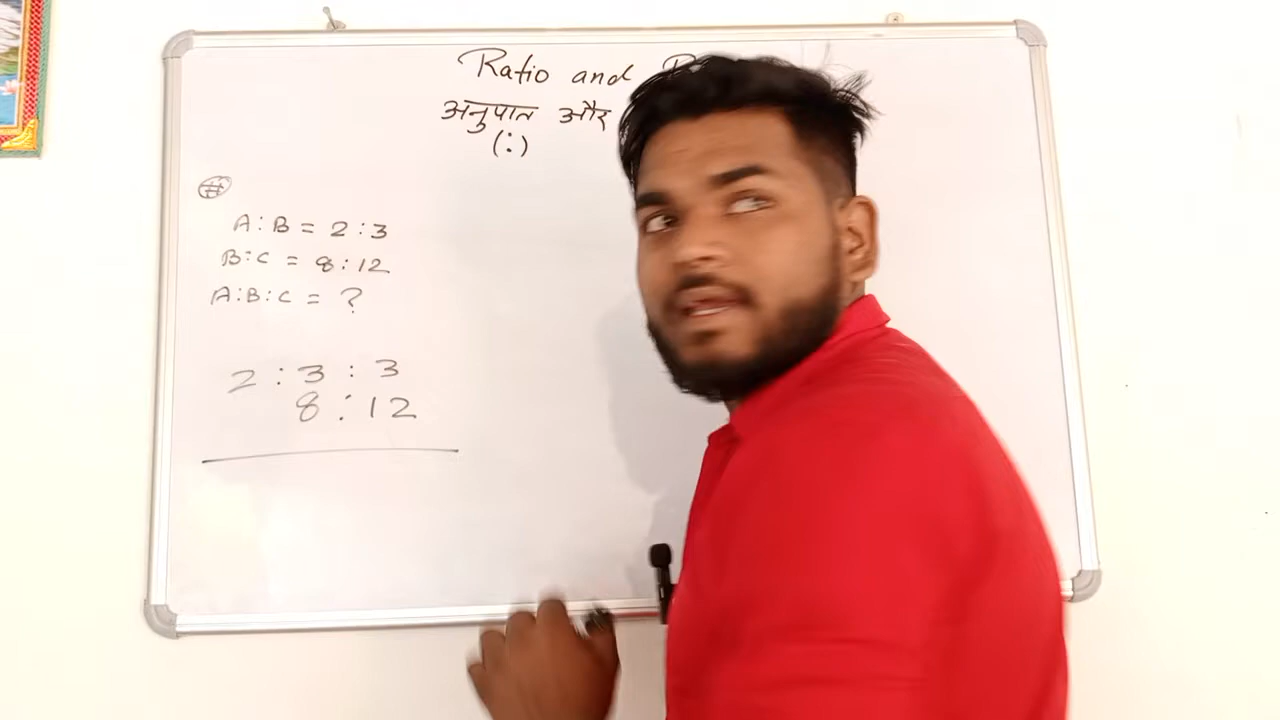 Ratio and
अनुपात और
(:)
#
A:B = 2:3
B:C = 8:12
A:B:C = ?
2 : 3 : 3
8 : 12